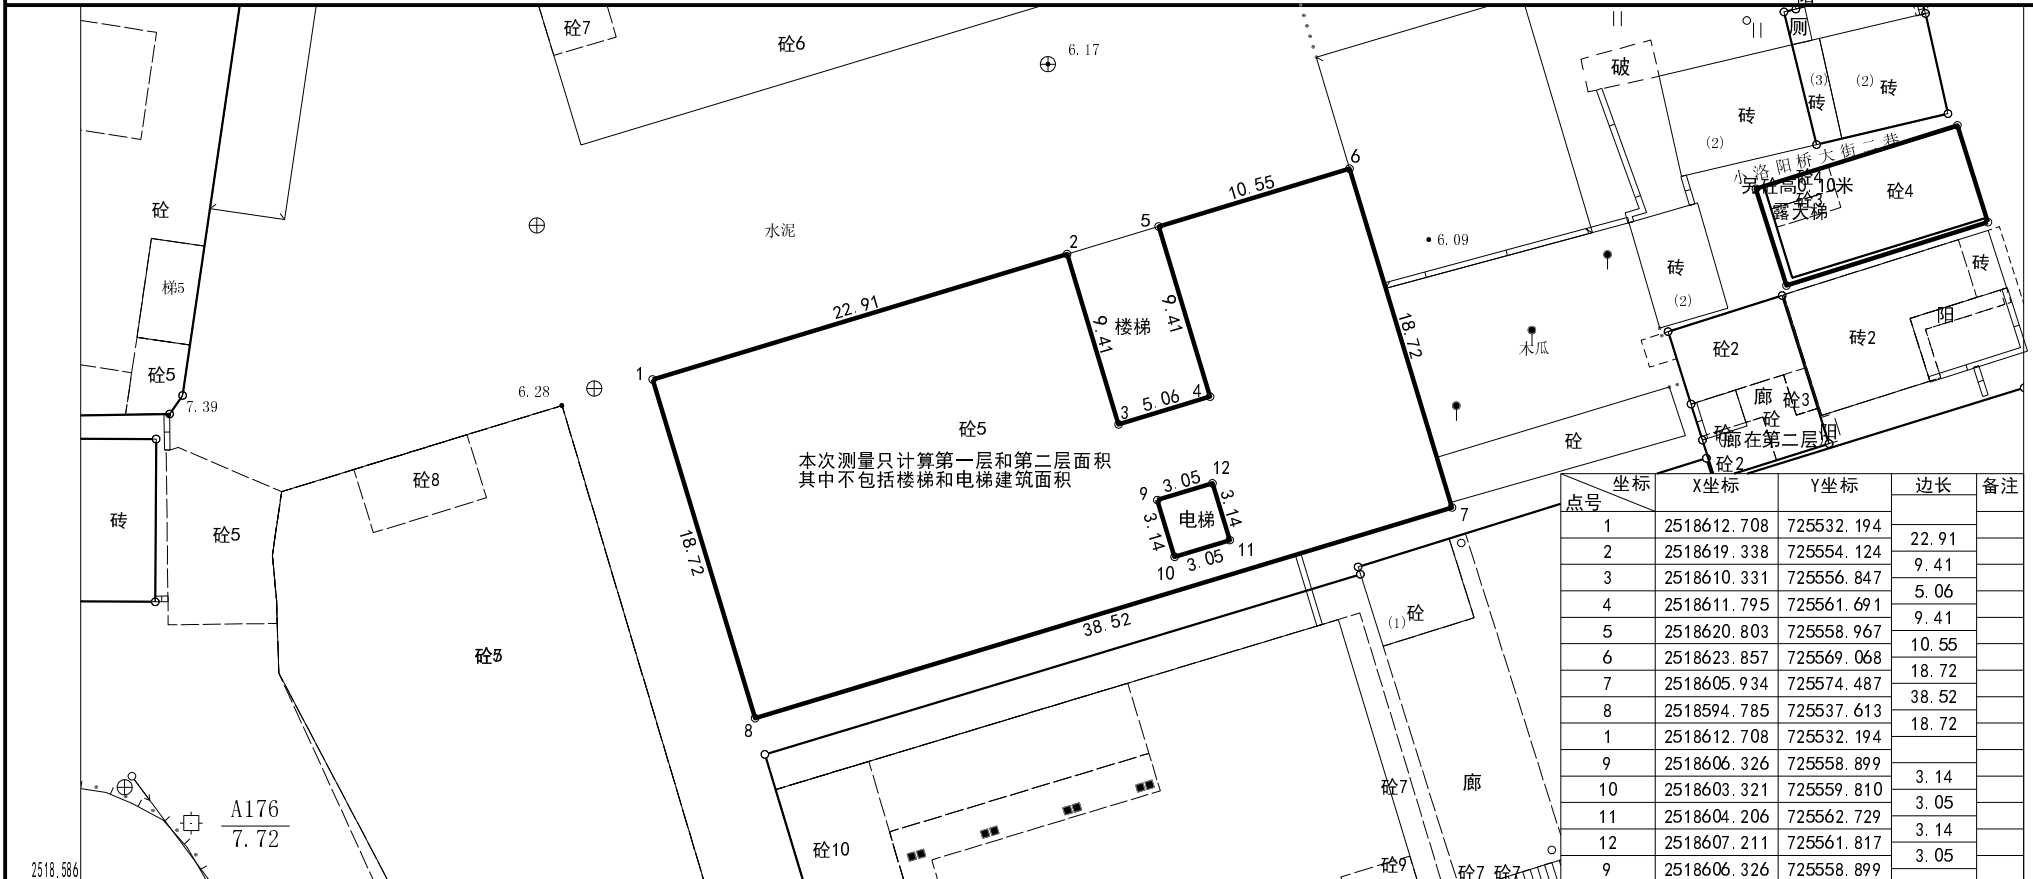 砼7
砼6
6.17
厕
破
(3)
(2)
砖
砖
砖
(2)
小洛阳桥大街二巷
6
10.55
砼4
砼4
砼3
露天梯
砼
水泥
5
2
6.09
砖
(2)
砖
梯5
22.91
9.41
9.41
楼梯
18.72
木瓜
阳
砼2
砖2
1
砼5
7.39
6.28
3
5.06
4
廊
砼3
砼
砼
廊在第二层
阳
砼5
本次测量只计算第一层和第二层面积
其中不包括楼梯和电梯建筑面积
砼
砼2
砼8
9
3.05
12
3.14
电梯
3.14
10
3.05
11
7
砖
砼5
18.72
38.52
(1)
砼
8
砼7
廊
A176
7.72
砼10
砼9
砼7
砼7
2518.586
坐标
点号
X坐标 Y坐标 边长 备注
1 2518612.708 725532.194
22.91
2 2518619.338 725554.124
9.41
3 2518610.331 725556.847
5.06
4 2518611.795 725561.691
9.41
5 2518620.803 725558.967
10.55
6 2518623.857 725569.068
18.72
7 2518605.934 725574.487
38.52
8 2518594.785 725537.613
18.72
1 2518612.708 725532.194
9 2518606.326 725558.899
3.14
10 2518603.321 725559.810
3.05
11 2518604.206 725562.729
3.14
12 2518607.211 725561.817
3.05
9 2518606.326 725558.899